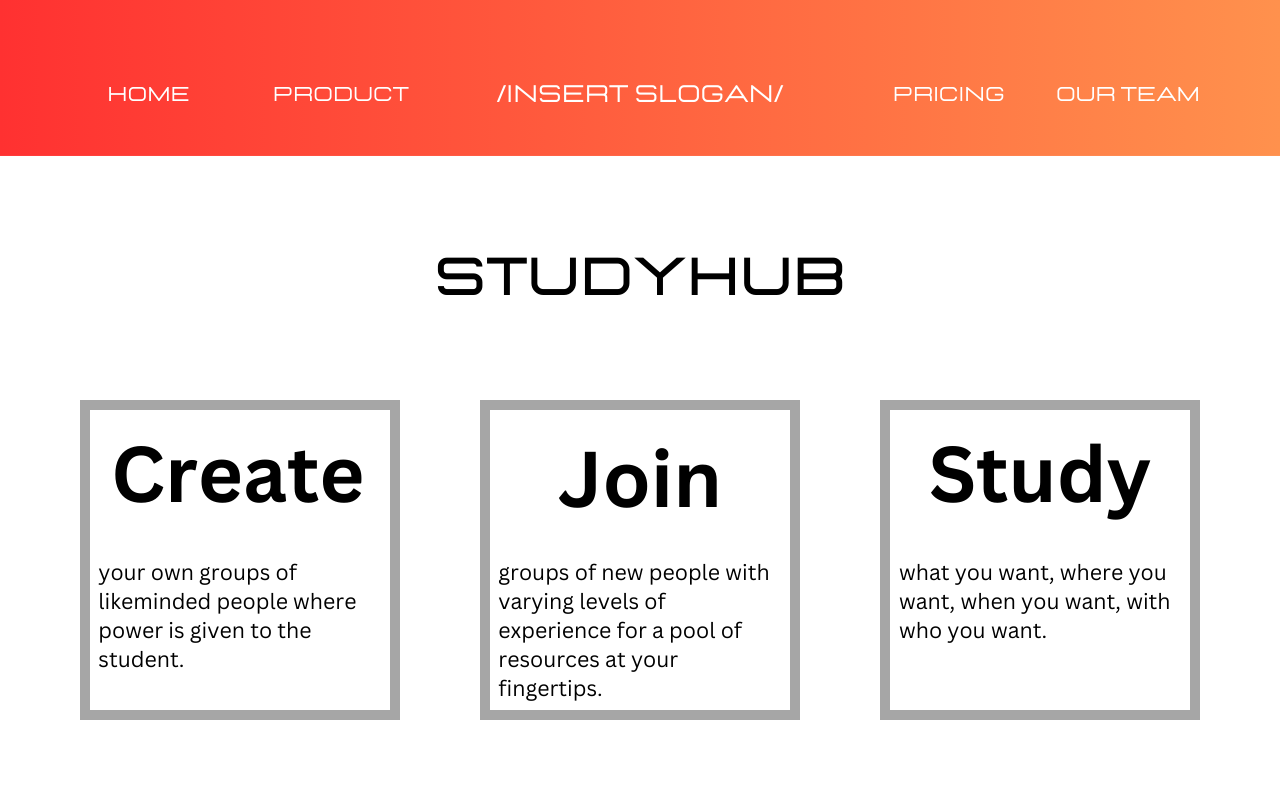 HOME PRODUCT /INSERT SLOGAN/ PRICING OUR TEAM
STUDYHUB
Create
your own groups of
likeminded people where
power is given to the
student.
Join
groups of new people with
varying levels of
experience for a pool of
resources at your
fingertips.
Study
what you want, where you
want, when you want, with
who you want.